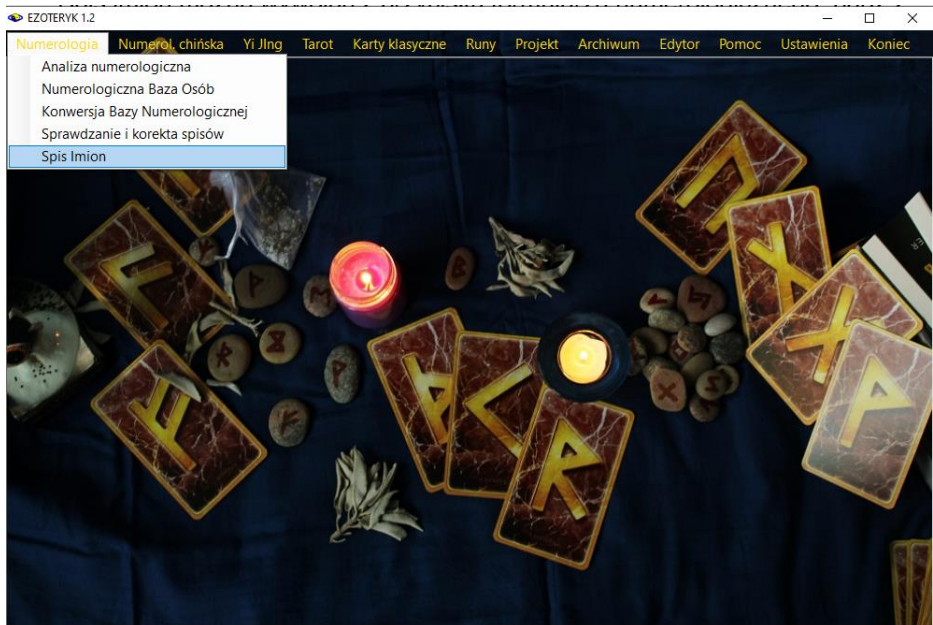 EZOTERYK 1.2
Numerologia Numerol. chińska Yi JIng Tarot Karty klasyczne Runy Projekt Archiwum Edytor Pomoc Ustawienia Koniec
Analiza numerologiczna
Numerologiczna Baza Osób
Konwersja Bazy Numerologicznej
Sprawdzanie i korekta spisów
Spis Imion